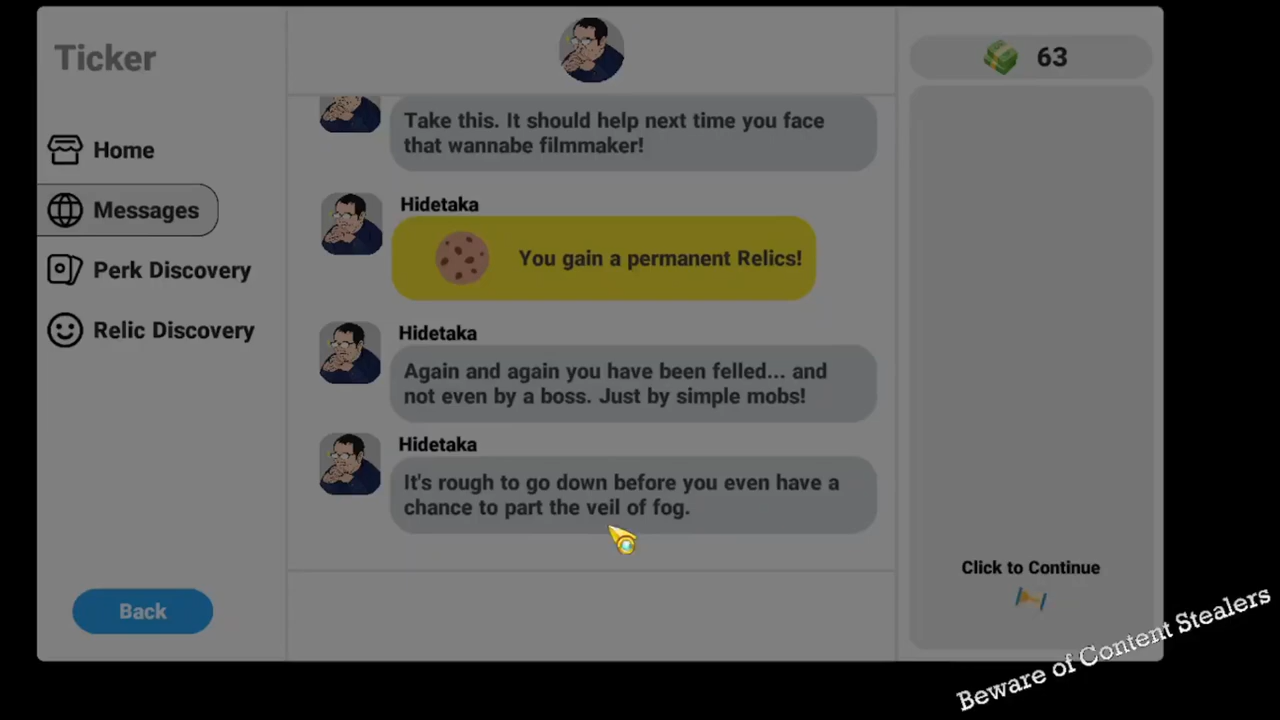 Ticker
Home
Messages
Perk Discovery
Relic Discovery
Back
Take this. It should help next time you face
that wannabe filmmaker!
Hidetaka
You gain a permanent Relics!
Hidetaka
Again and again you have been felled... and
not even by a boss. Just by simple mobs!
Hidetaka
It's rough to go down before you even have a
chance to part the veil of fog.
63
Click to Continue
Beware of Content Stealers